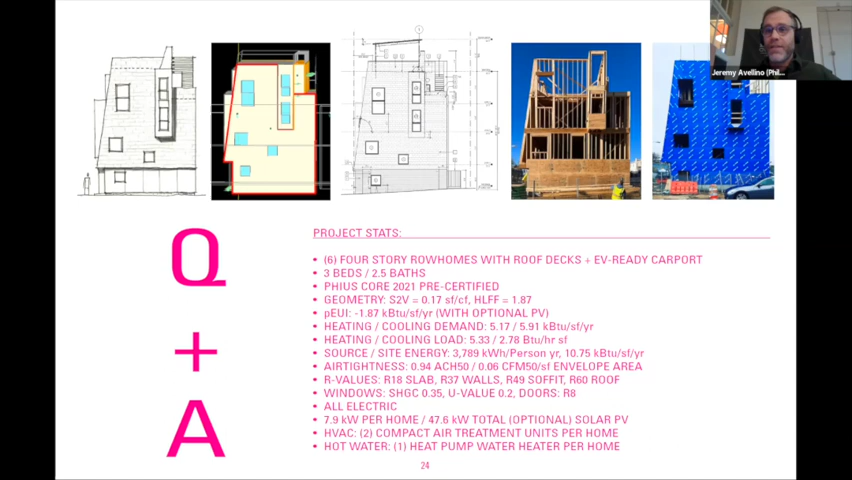 Jeremy Avellino (Phil...
Q
+
A
PROJECT STATS:
• (6) FOUR STORY ROWHOMES WITH ROOF DECKS + EV-READY CARPORT
• 3 BEDS / 2.5 BATHS
• PHIUS CORE 2021 PRE-CERTIFIED
• GEOMETRY: S2V = 0.17 sf/cf, HLFF = 1.87
• pEUI: -1.87 kBtu/sf/yr (WITH OPTIONAL PV)
• HEATING / COOLING DEMAND: 5.17 / 5.91 kBtu/sf/yr
• HEATING / COOLING LOAD: 5.33 / 2.78 Btu/hr sf
• SOURCE / SITE ENERGY: 3,789 kWh/Person yr, 10.75 kBtu/sf/yr
• AIRTIGHTNESS: 0.94 ACH50 / 0.06 CFM50/sf ENVELOPE AREA
• R-VALUES: R18 SLAB, R37 WALLS, R49 SOFFIT, R60 ROOF
• WINDOWS: SHGC 0.35, U-VALUE 0.2, DOORS: R8
• ALL ELECTRIC
• 7.9 kW PER HOME / 47.6 kW TOTAL (OPTIONAL) SOLAR PV
• HVAC: (2) COMPACT AIR TREATMENT UNITS PER HOME
• HOT WATER: (1) HEAT PUMP WATER HEATER PER HOME
24